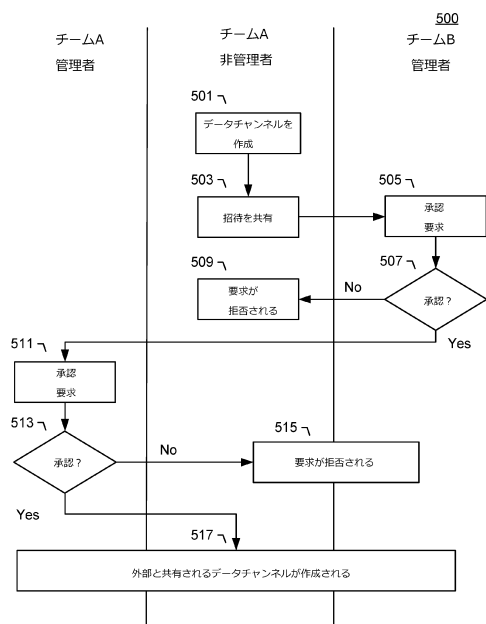 500
チームA
管理者
チームA
非管理者
チームB
管理者
501
データチャンネルを
作成
503
招待を共有
505
承認
要求
507
承認？
509
要求が
拒否される
No
Yes
511
承認
要求
513
承認？
No
515
要求が拒否される
Yes
517
外部と共有されるデータチャンネルが作成される